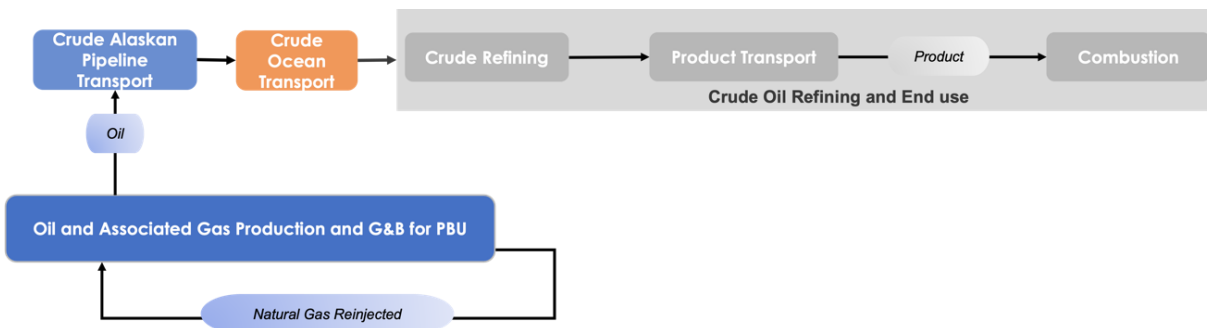 Crude Alaskan
Pipeline
Transport
Crude
Ocean
Transport
Crude Refining
Product Transport
Product
Combustion
Crude Oil Refining and End use
Oil
Oil and Associated Gas Production and G&B for PBU
Natural Gas Reinjected